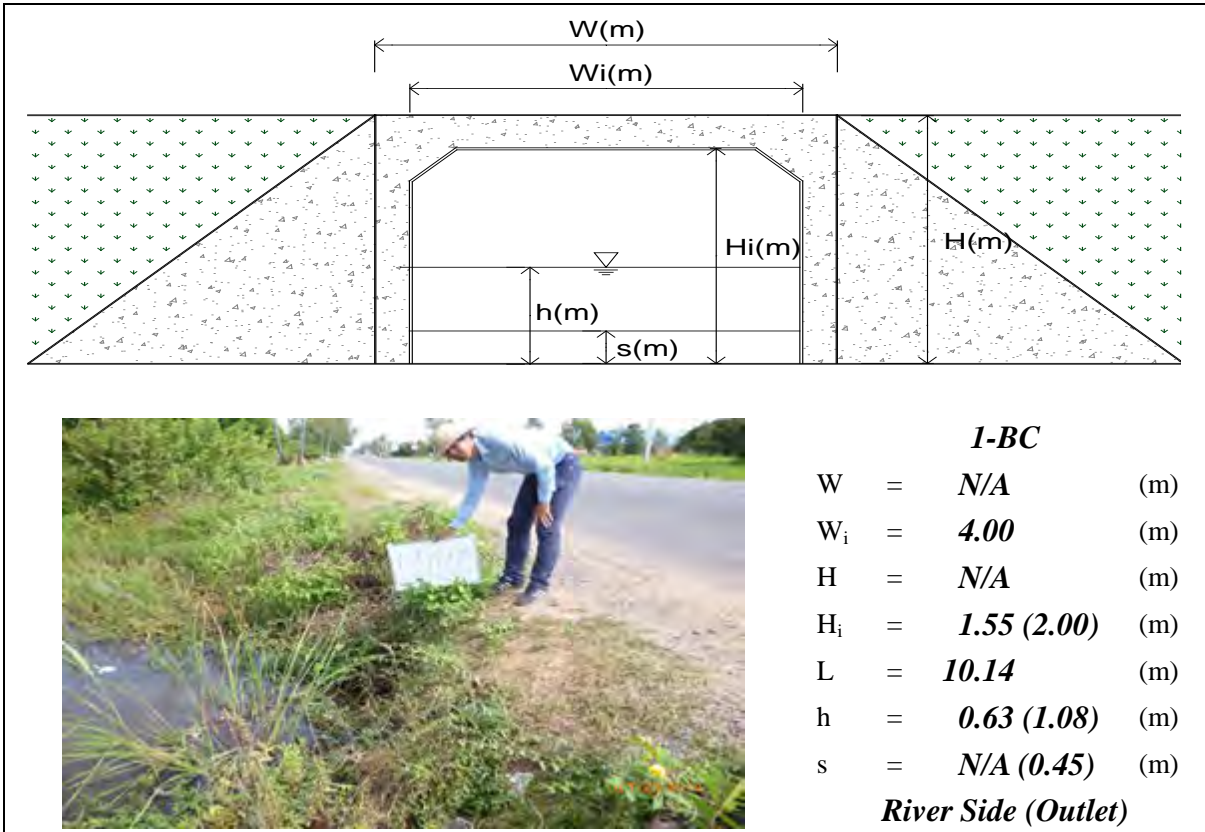 W(m)
Wi(m)
Hi(m)
H(m)
h(m)
s(m)
1-BC
W = N/A (m)
Wi = 4.00 (m)
H = N/A (m)
Hi = 1.55 (2.00) (m)
L = 10.14 (m)
h = 0.63 (1.08) (m)
s = N/A (0.45) (m)
River Side (Outlet)